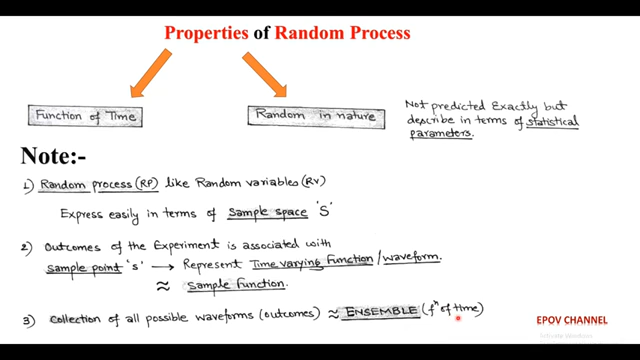 Properties of Random Process
Function of Time
Random in nature
Not predicted Exactly but
describe in terms of statistical
parameters.
Note:-
1) Random process (RP) like Random variables (RV)
Express easily in terms of sample space 'S'
2) Outcomes of the Experiment is associated with
sample point 's' → Represent Time varying Function/waveform.
≈ Sample Function.
3) Collection of all possible waveforms (outcomes) ≈ ENSEMBLE (fⁿ of time)
EPOV CHANNEL